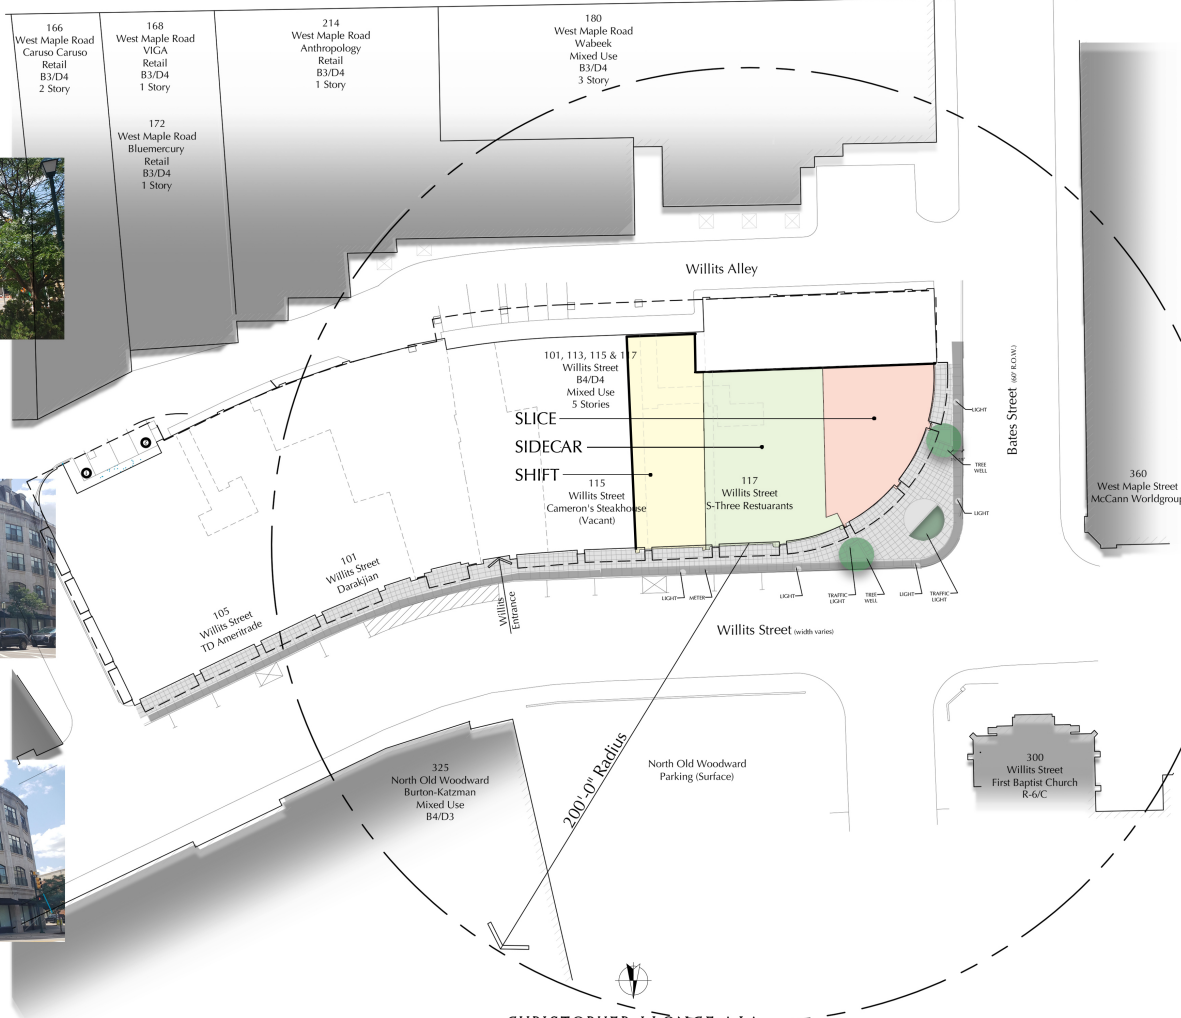 166
West Maple Road
Caruso Caruso
Retail
B3/D4
2 Story
168
West Maple Road
VIGA
Retail
B3/D4
1 Story
172
West Maple Road
Bluemercury
Retail
B3/D4
1 Story
214
West Maple Road
Anthropology
Retail
B3/D4
1 Story
180
West Maple Road
Wabeek
Mixed Use
B3/D4
3 Story
Willits Alley
101, 113, 115 & 117
Willits Street
B4/D4
Mixed Use
5 Stories
SLICE
SIDECAR
SHIFT
115
Willits Street
Cameron's Steakhouse
(Vacant)
117
Willits Street
S-Three Restuarants
Bates Street (60' R.O.W.)
LIGHT
TREE
WELL
LIGHT
360
West Maple Street
McCann Worldgroup
101
Willits Street
Darakjian
105
Willits Street
TD Ameritrade
Willits
Entrance
LIGHT
METER
LIGHT
TRAFFIC
LIGHT
TREE
WELL
LIGHT
TRAFFIC
LIGHT
Willits Street (width varies)
200'-0" Radius
North Old Woodward
Parking (Surface)
325
North Old Woodward
Burton-Katzman
Mixed Use
B4/D3
300
Willits Street
First Baptist Church
R-6/C